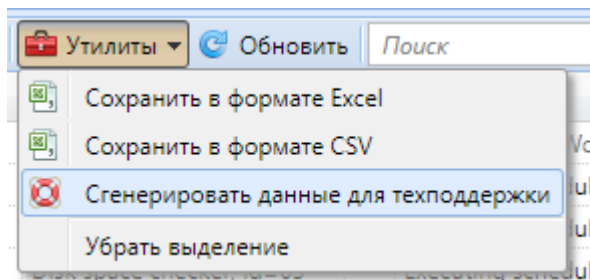 Утилиты Обновить Поиск
Сохранить в формате Excel
Сохранить в формате CSV
Сгенерировать данные для техподдержки
Убрать выделение